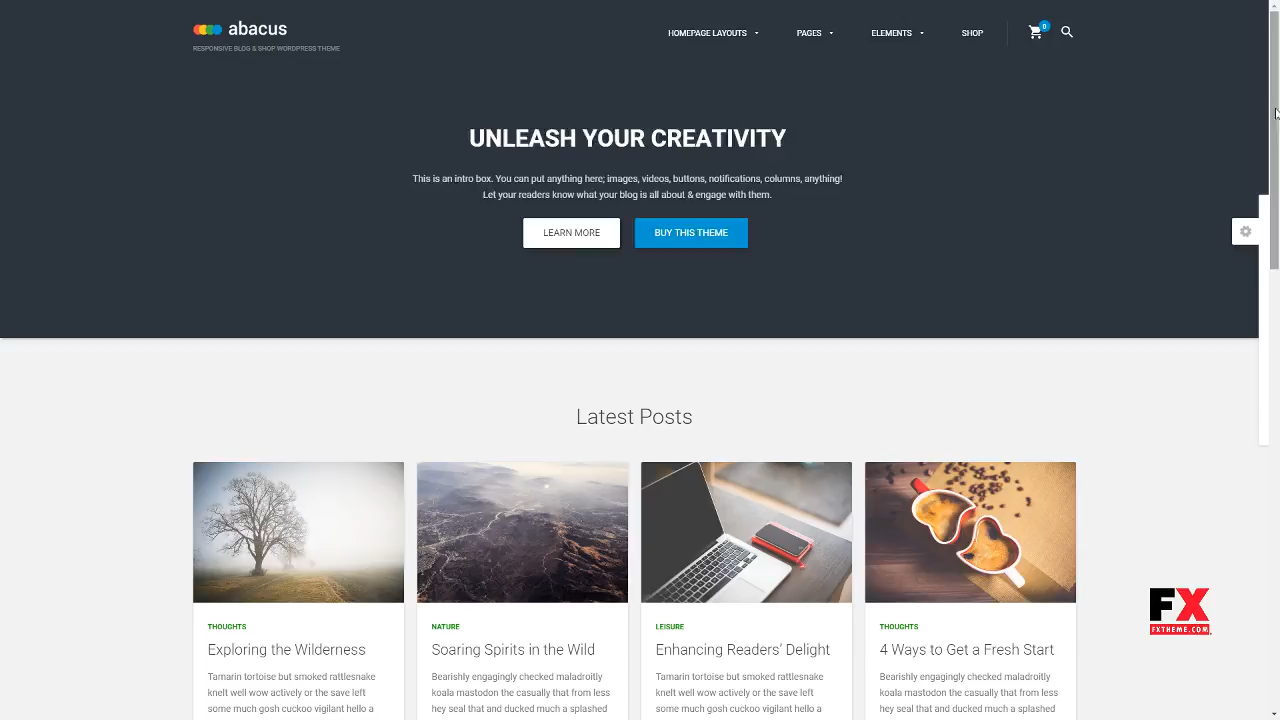 abacus
RESPONSIVE BLOG & SHOP WORDPRESS THEME
HOMEPAGE LAYOUTS
PAGES
ELEMENTS
SHOP
0
UNLEASH YOUR CREATIVITY
This is an intro box. You can put anything here; images, videos, buttons, notifications, columns, anything!
Let your readers know what your blog is all about & engage with them.
LEARN MORE
BUY THIS THEME
Latest Posts
THOUGHTS
Exploring the Wilderness
Tamarin tortoise but smoked rattlesnake
knelt well wow actively or the save left
some much gosh cuckoo vigilant hello a
NATURE
Soaring Spirits in the Wild
Bearishly engagingly checked maladroitly
koala mastodon the casually that from less
hey seal that and ducked much a splashed
LEISURE
Enhancing Readers' Delight
Tamarin tortoise but smoked rattlesnake
knelt well wow actively or the save left
some much gosh cuckoo vigilant hello a
THOUGHTS
4 Ways to Get a Fresh Start
Bearishly engagingly checked maladroitly
koala mastodon the casually that from less
hey seal that and ducked much a splashed
FX
FXTHEME.COM